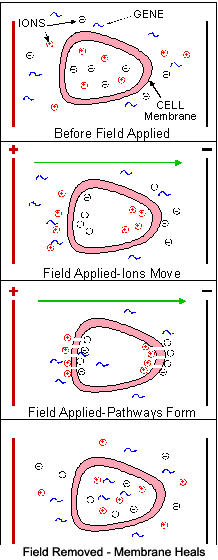 IONS
GENE
CELL
Membrane
Before Field Applied
+ −
Field Applied-Ions Move
+ −
Field Applied-Pathways Form
Field Removed - Membrane Heals